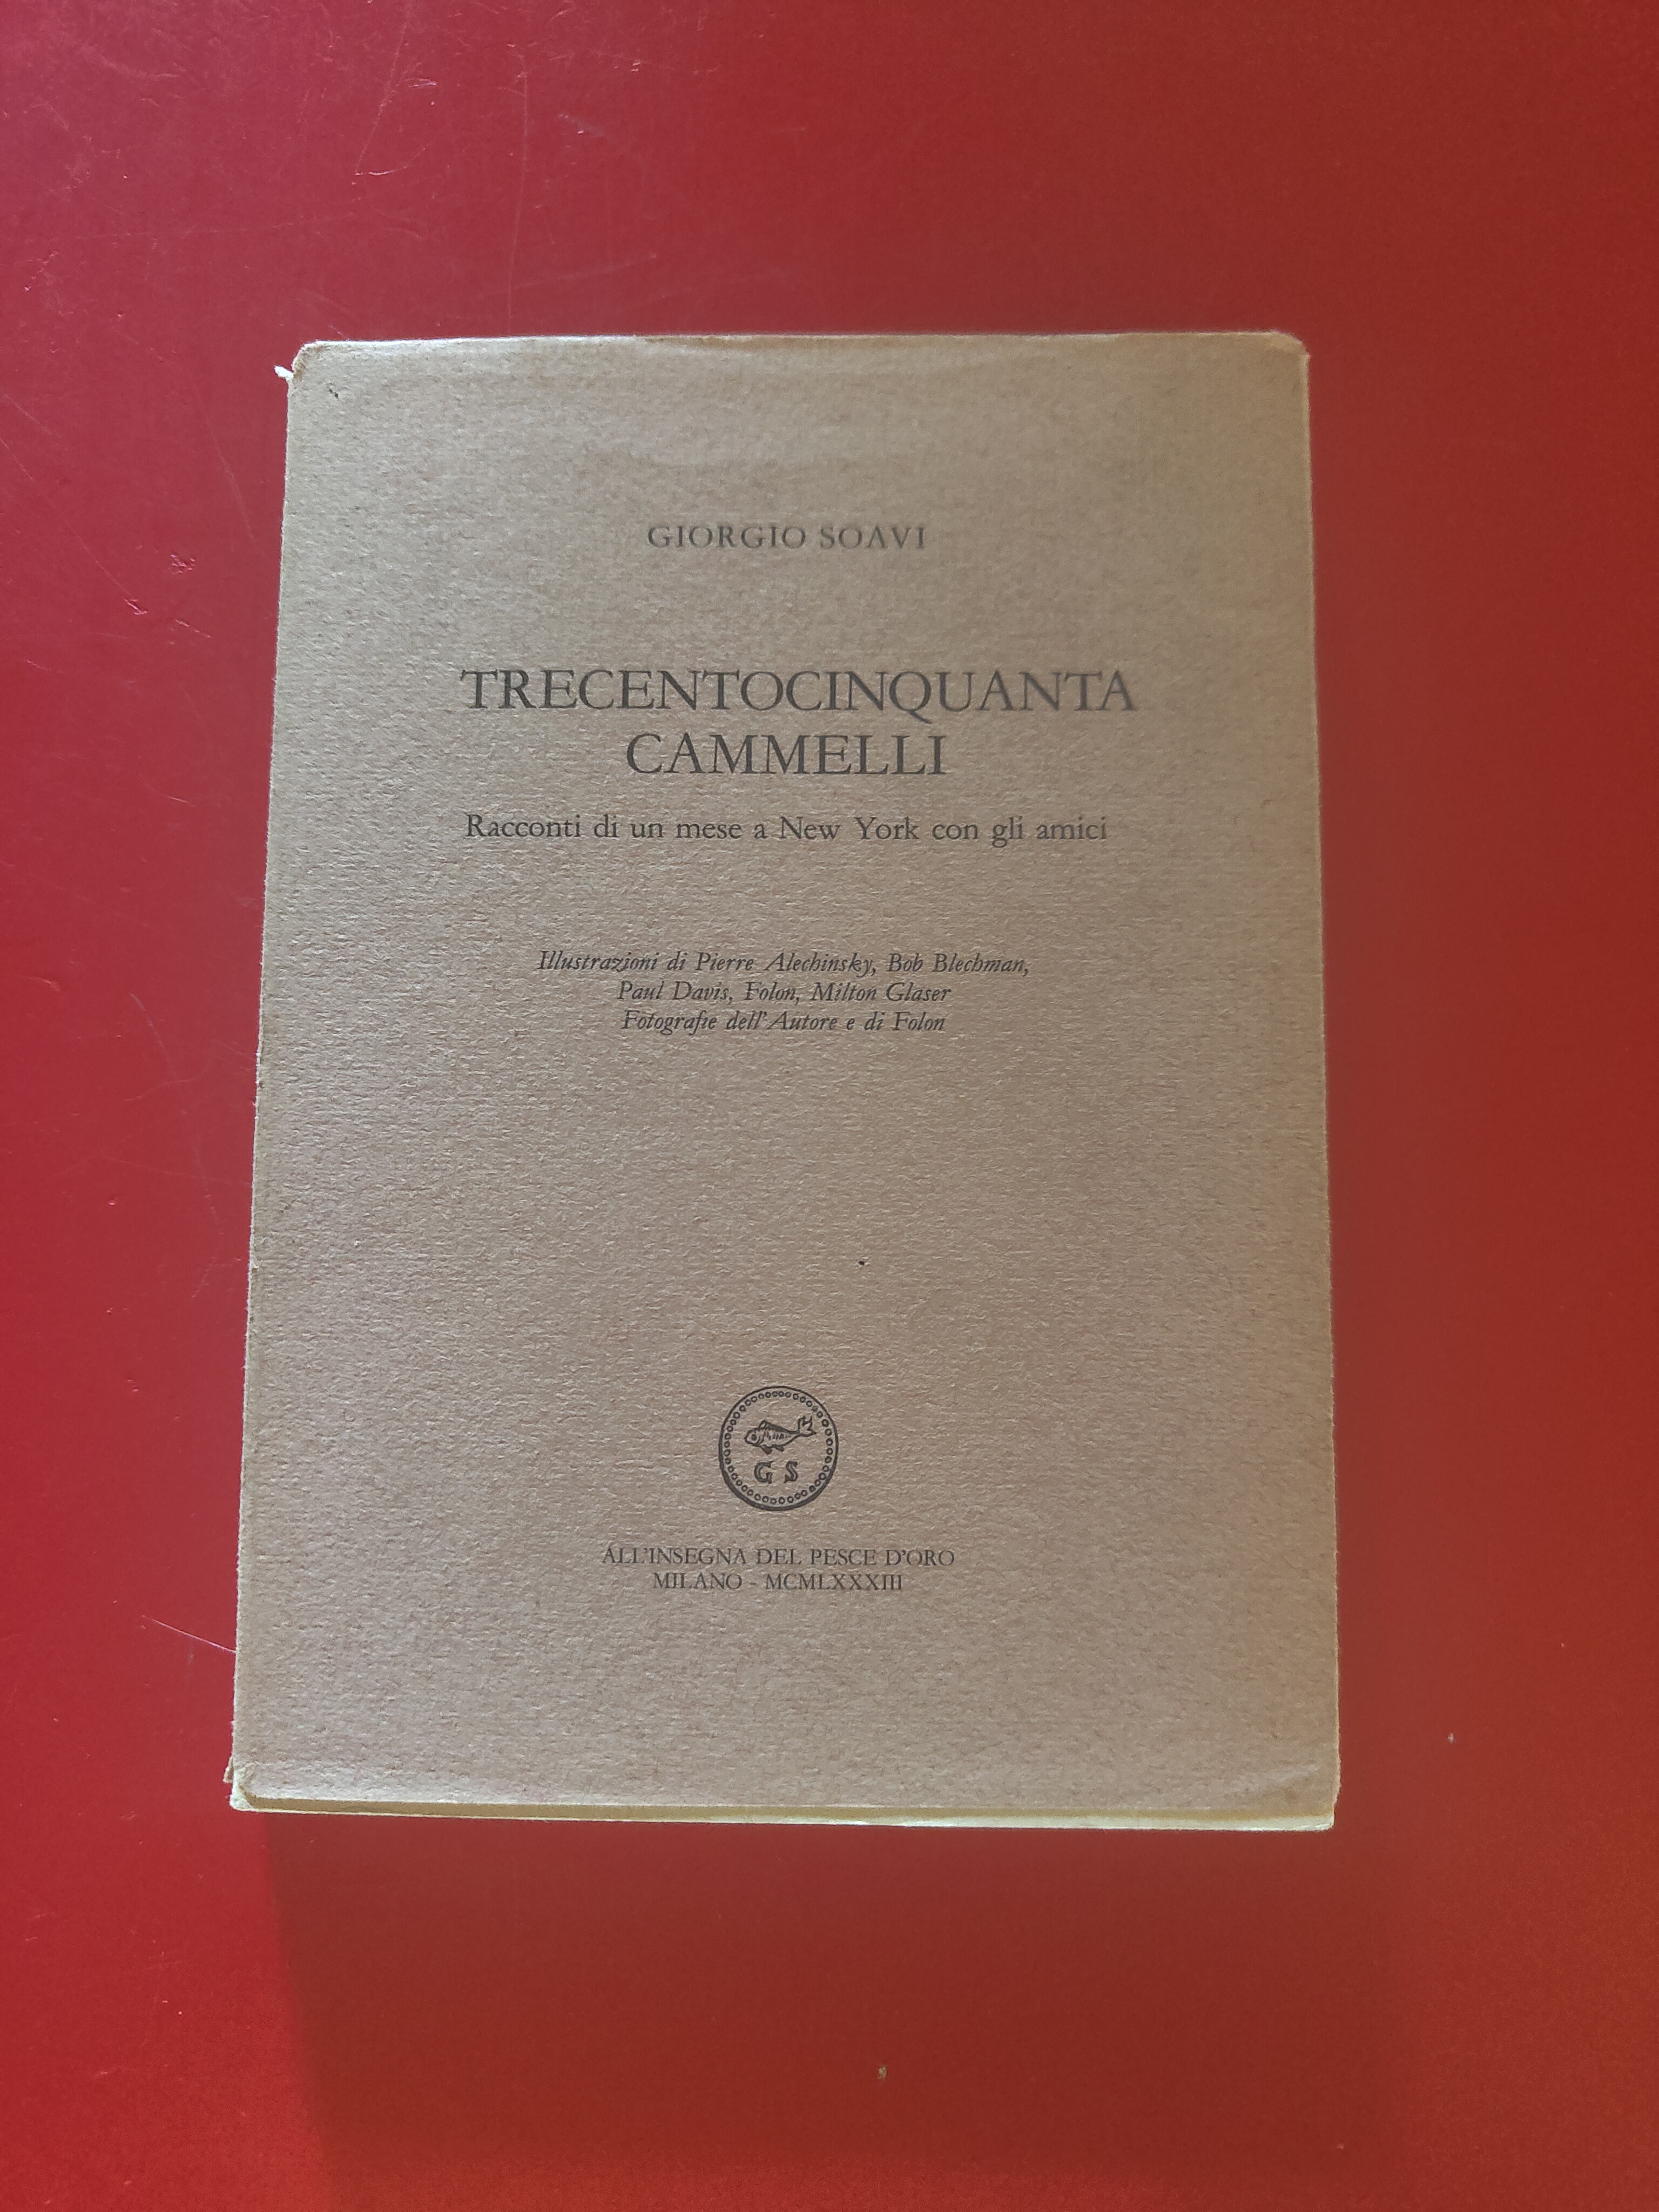 GIORGIO SOAVI
TRECENTOCINQUANTA
CAMMELLI
Racconti di un mese a New York con gli amici
Illustrazioni di Pierre Alechinsky, Bob Blechman,
Paul Davis, Folon, Milton Glaser
Fotografie dell'Autore e di Folon
G S
ALL'INSEGNA DEL PESCE D'ORO
MILANO - MCMLXXXIII